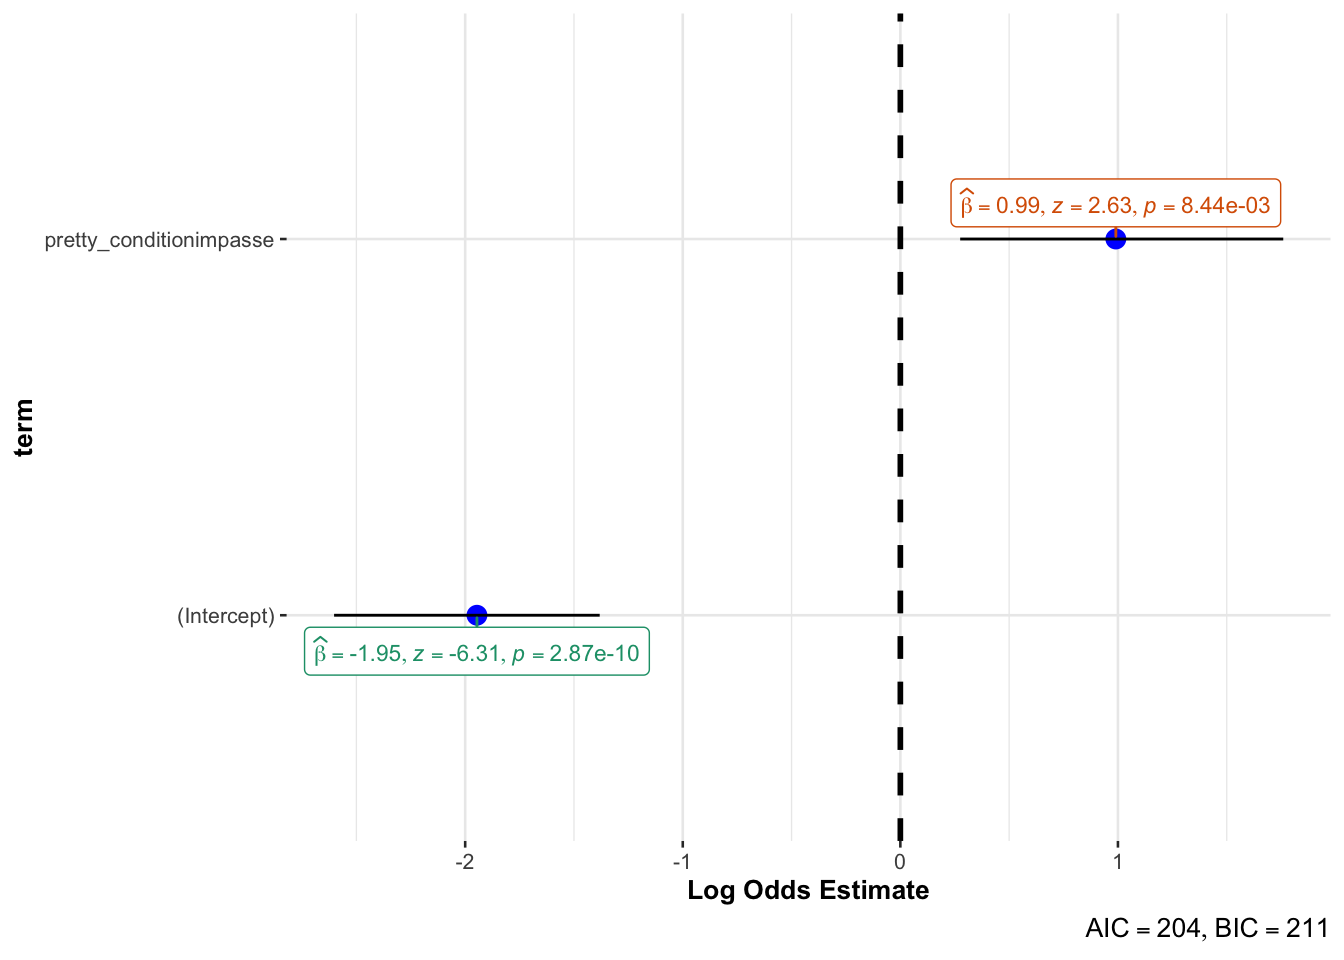 pretty_conditionimpasse
β̂ = 0.99, z = 2.63, p = 8.44e-03
term
(Intercept)
β̂ = -1.95, z = -6.31, p = 2.87e-10
-2 -1 0 1
Log Odds Estimate
AIC = 204, BIC = 211